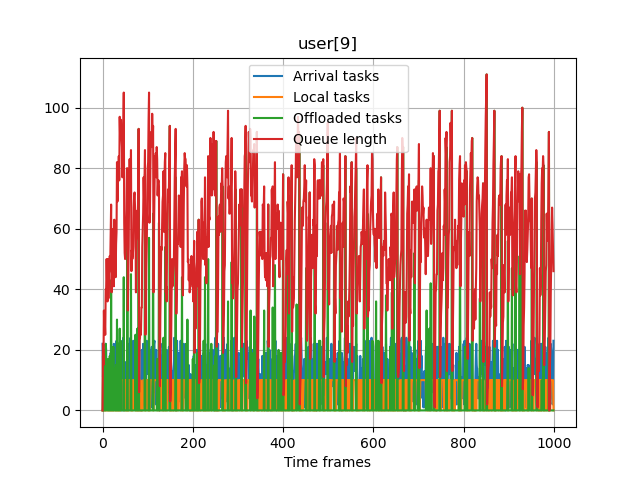 user[9]
Arrival tasks
Local tasks
Offloaded tasks
Queue length
100
80
60
40
20
0
0 200 400 600 800 1000
Time frames